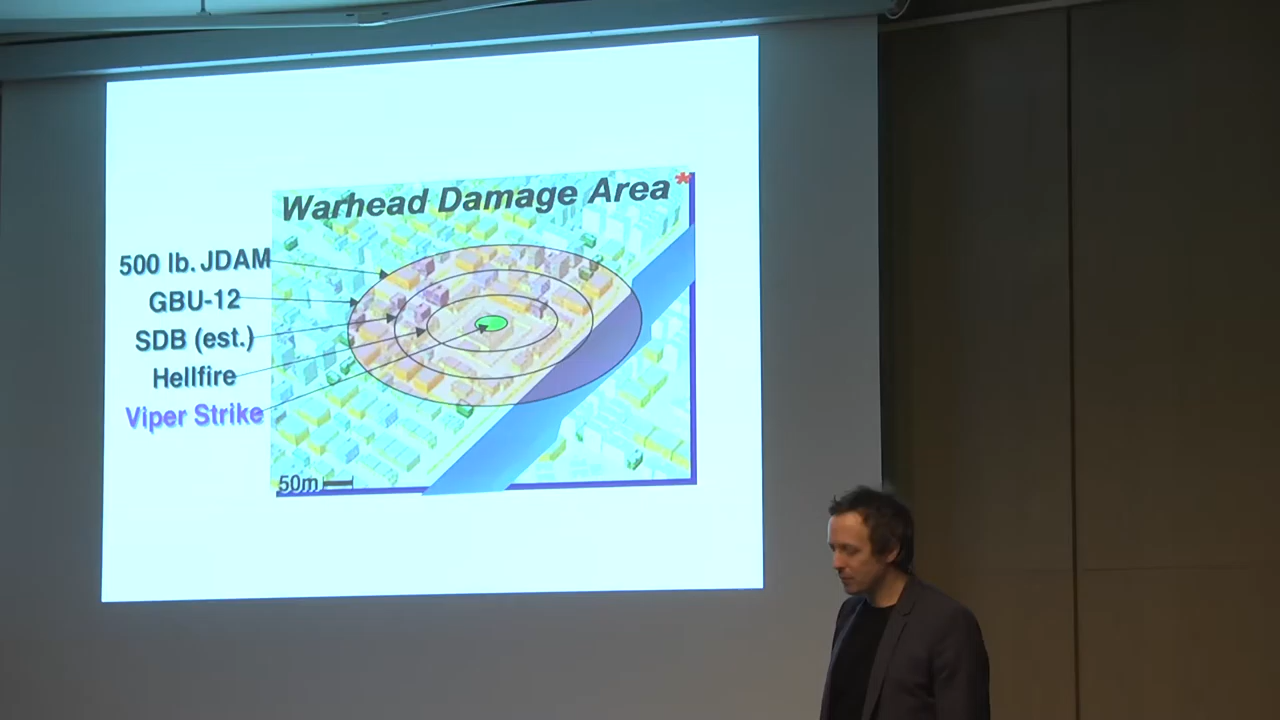 Warhead Damage Area*
500 lb. JDAM
GBU-12
SDB (est.)
Hellfire
Viper Strike
50m